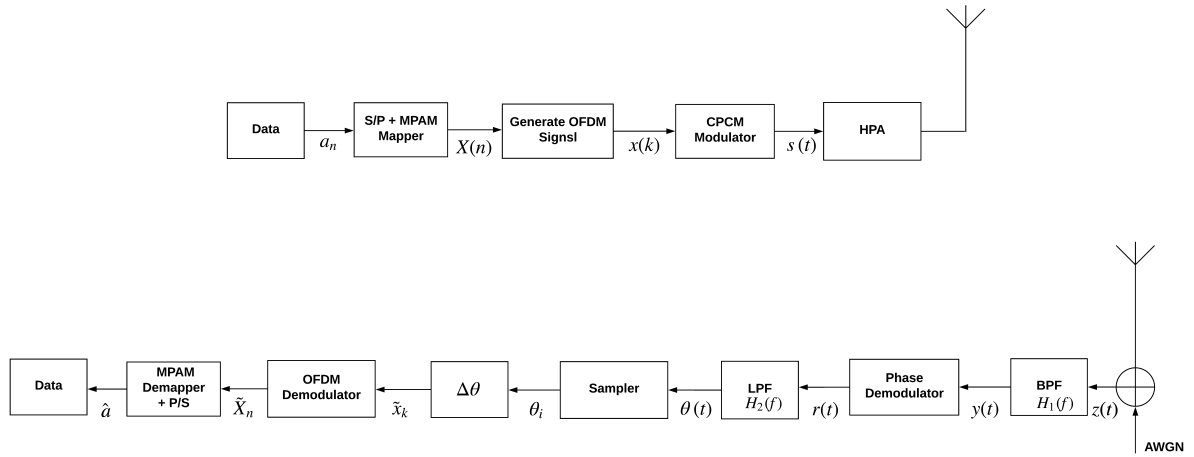 Data
a_n
S/P + MPAM
Mapper
X(n)
Generate OFDM
Signsl
x(k)
CPCM
Modulator
s(t)
HPA
Data
â
MPAM
Demapper
+ P/S
X̃_n
OFDM
Demodulator
x̃_k
Δθ
θ_i
Sampler
θ(t)
LPF
H_2(f)
r(t)
Phase
Demodulator
y(t)
BPF
H_1(f)
z(t)
AWGN